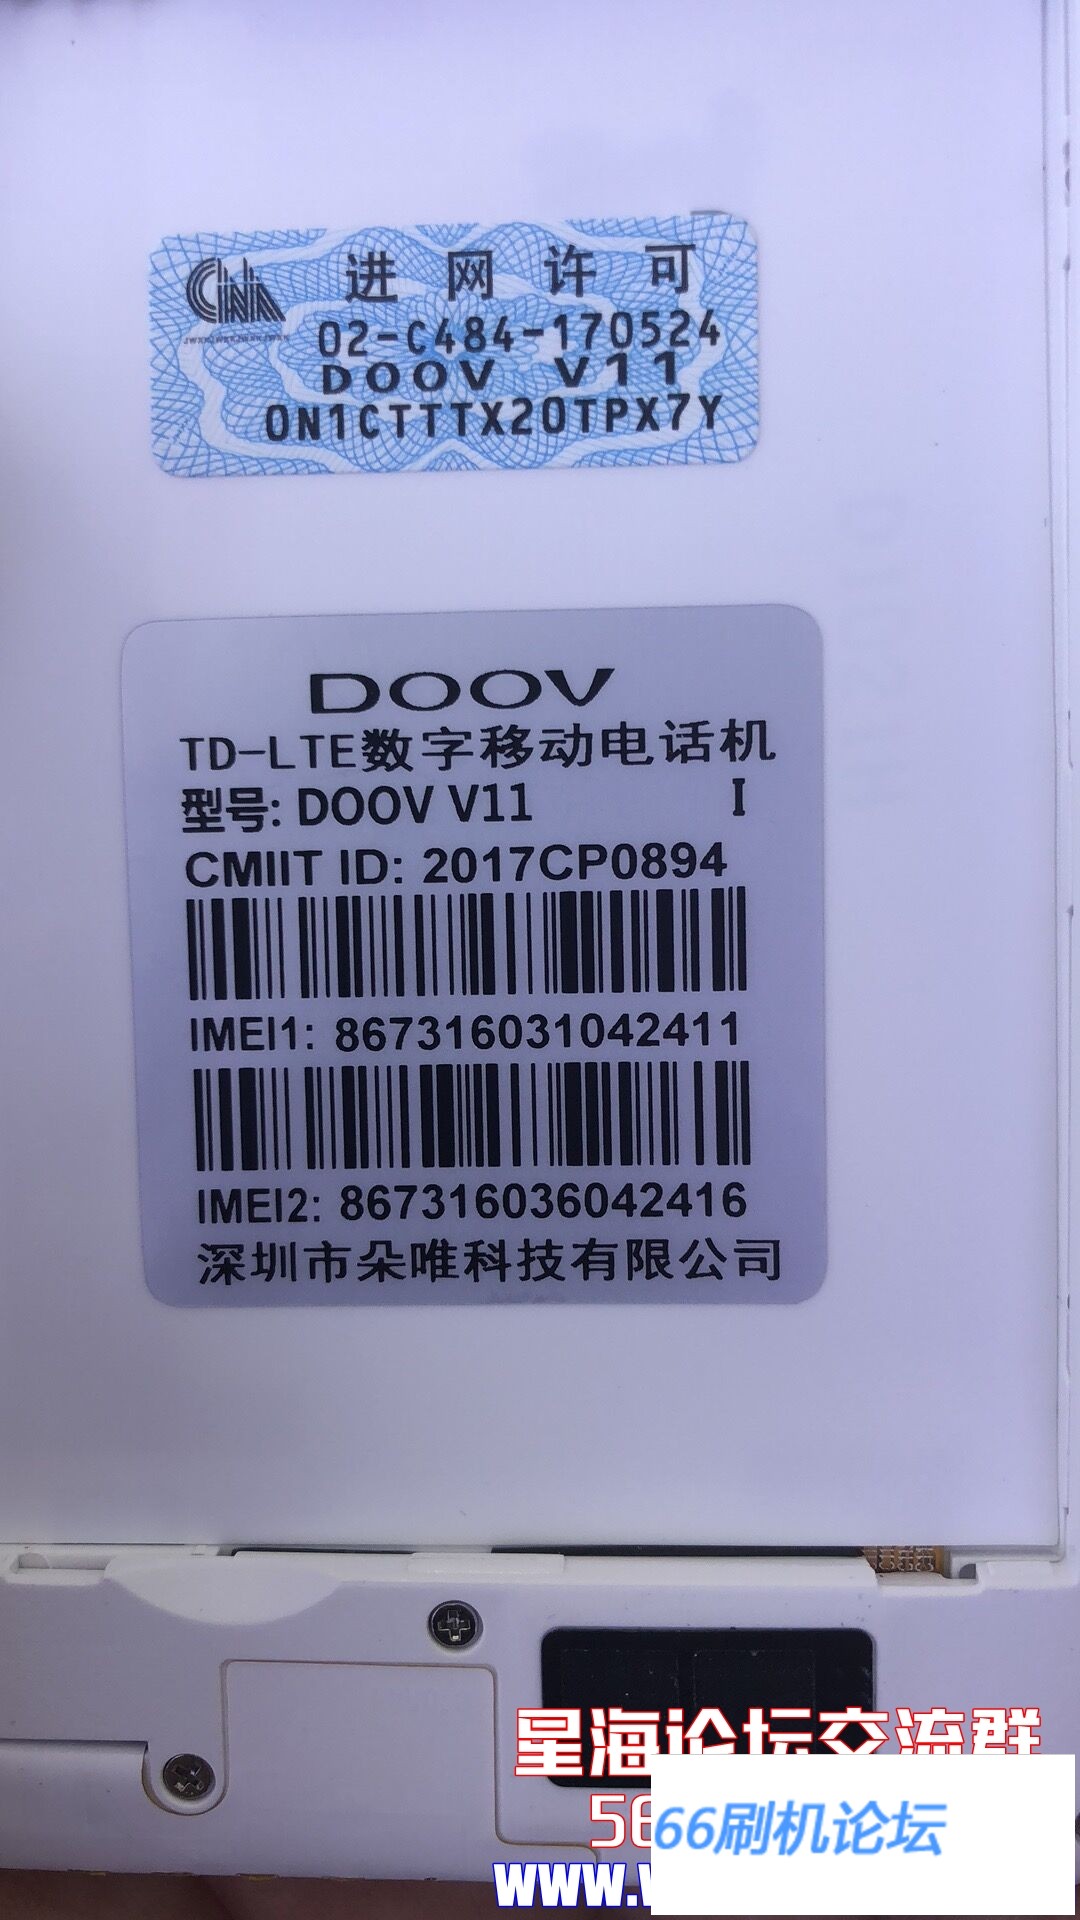 进网许可
02-C484-170524
DOOV V11
0N1CTTTX20TPX7Y
DOOV
TD-LTE数字移动电话机
型号: DOOV V11 I
CMIIT ID: 2017CP0894
IMEI1: 867316031042411
IMEI2: 867316036042416
深圳市朵唯科技有限公司
星海论坛交流群
56
66刷机论坛
www.